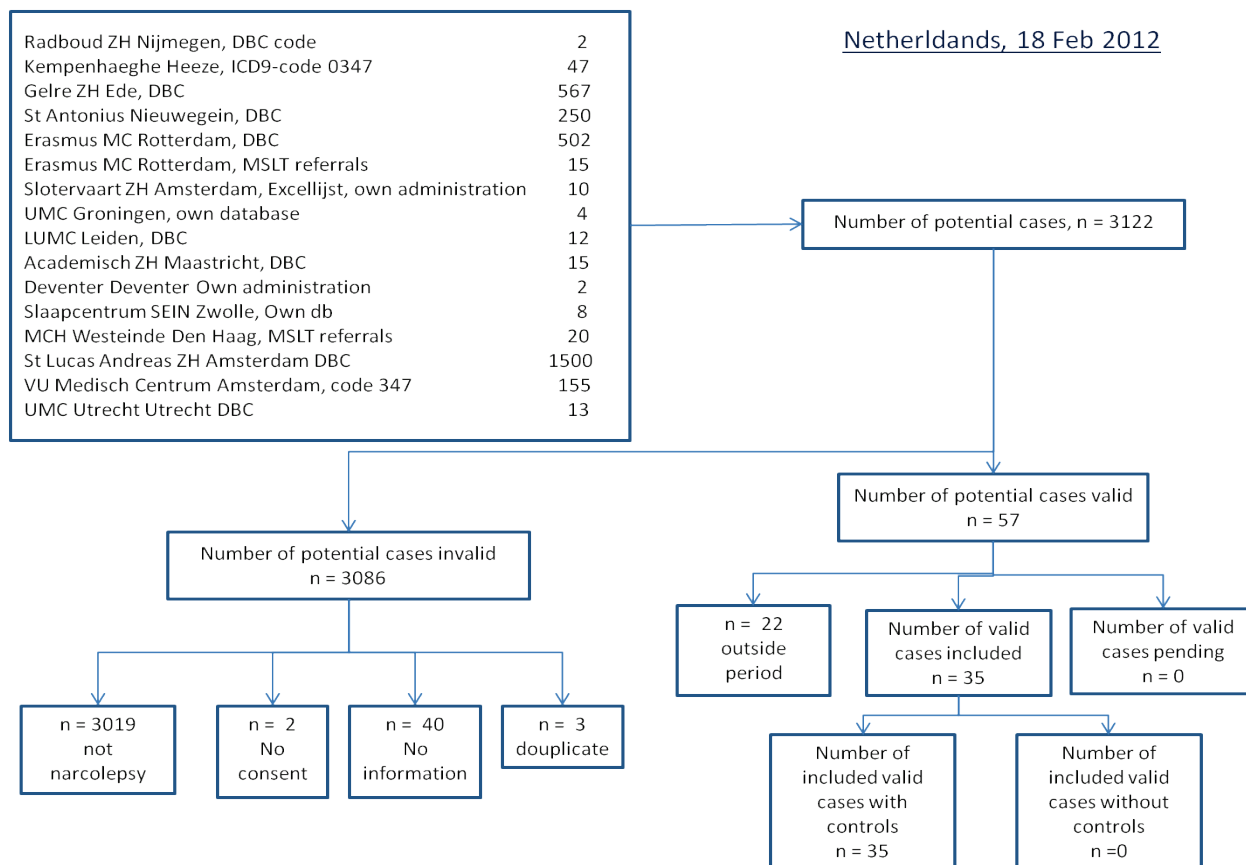 Netherldands, 18 Feb 2012
Radboud ZH Nijmegen, DBC code 2
Kempenhaeghe Heeze, ICD9-code 0347 47
Gelre ZH Ede, DBC 567
St Antonius Nieuwegein, DBC 250
Erasmus MC Rotterdam, DBC 502
Erasmus MC Rotterdam, MSLT referrals 15
Slotervaart ZH Amsterdam, Excellijst, own administration 10
UMC Groningen, own database 4
LUMC Leiden, DBC 12
Academisch ZH Maastricht, DBC 15
Deventer Deventer Own administration 2
Slaapcentrum SEIN Zwolle, Own db 8
MCH Westeinde Den Haag, MSLT referrals 20
St Lucas Andreas ZH Amsterdam DBC 1500
VU Medisch Centrum Amsterdam, code 347 155
UMC Utrecht Utrecht DBC 13
Number of potential cases, n = 3122
Number of potential cases invalid
n = 3086
n = 3019
not
narcolepsy
n = 2
No
consent
n = 40
No
information
n = 3
douplicate
Number of potential cases valid
n = 57
n = 22
outside
period
Number of valid
cases included
n = 35
Number of valid
cases pending
n = 0
Number of
included valid
cases with
controls
n = 35
Number of
included valid
cases without
controls
n =0